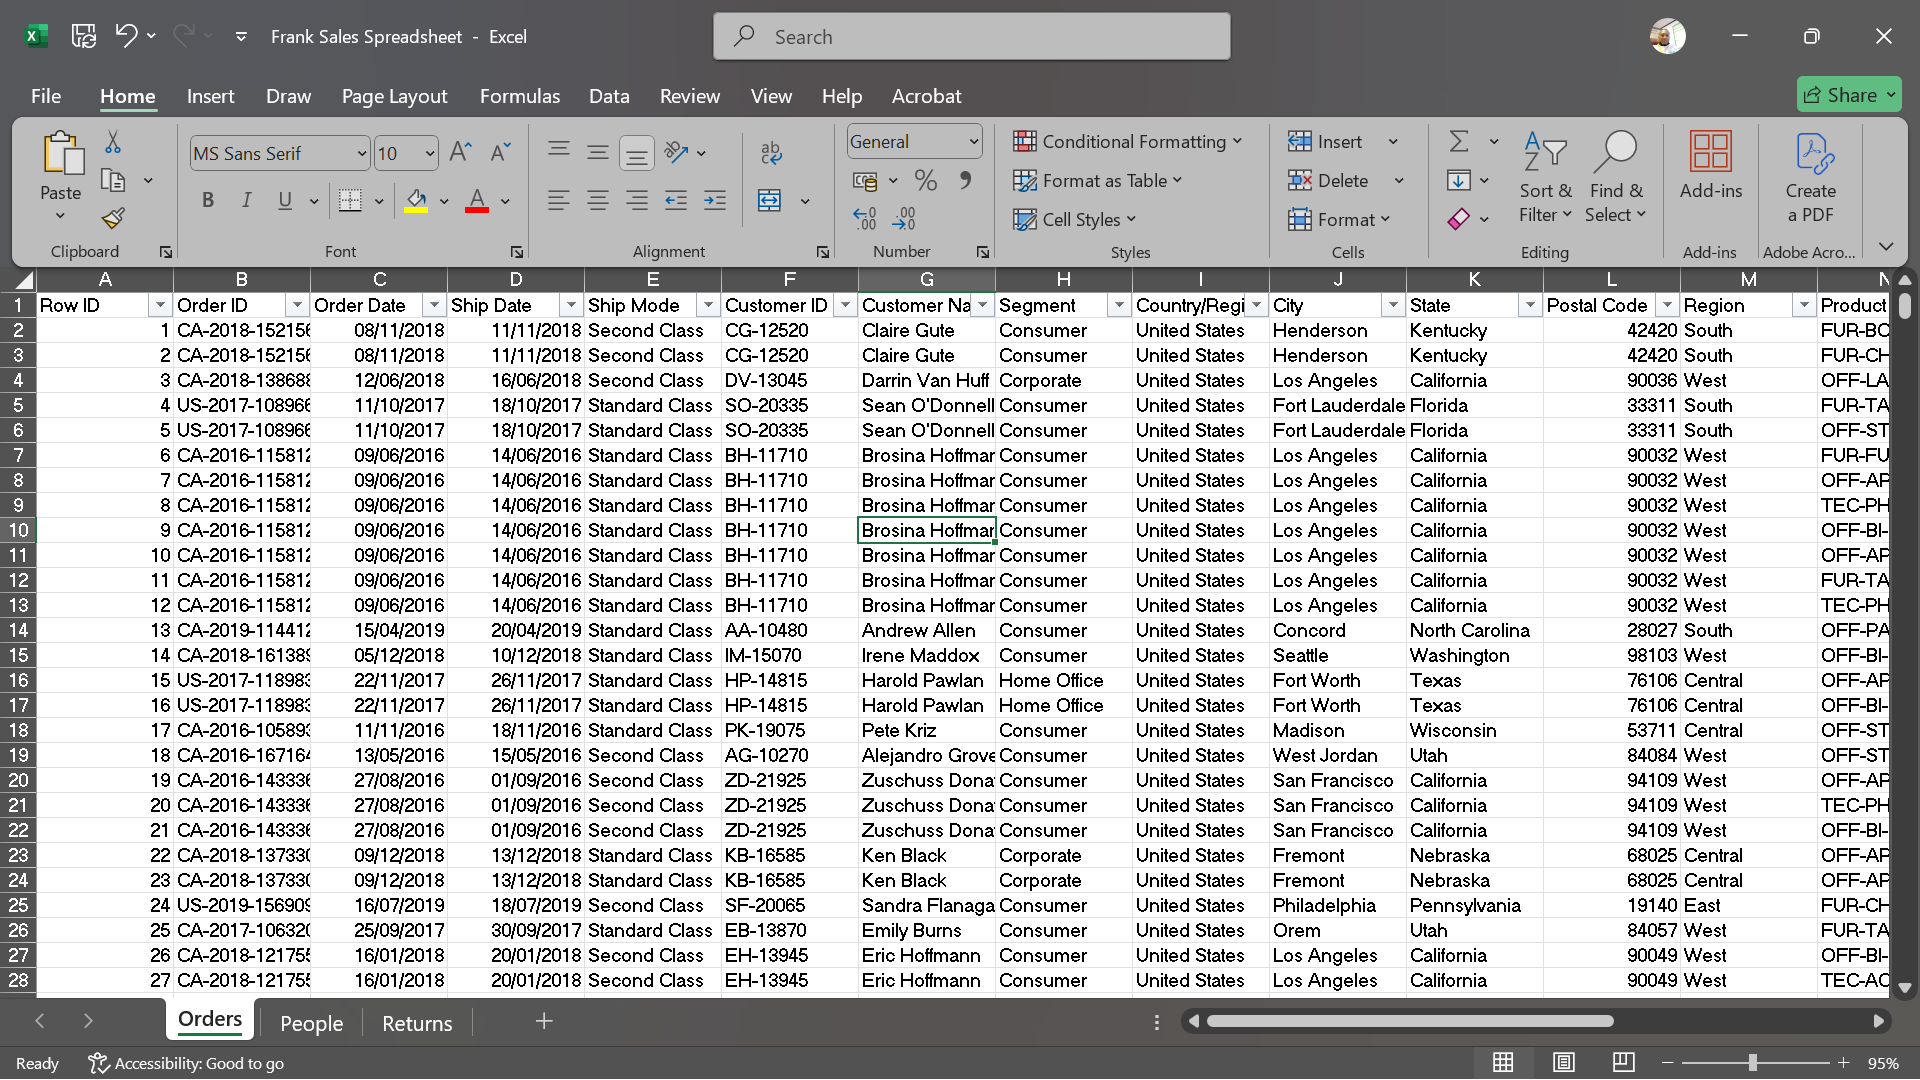 Frank Sales Spreadsheet - Excel
Search
File Home Insert Draw Page Layout Formulas Data Review View Help Acrobat
Share
Paste
Clipboard
MS Sans Serif 10
B I U
Font
ab
Alignment
General
%
Number
Conditional Formatting
Format as Table
Cell Styles
Styles
Insert
Delete
Format
Cells
Sort & Filter
Find & Select
Editing
Add-ins
Add-ins
Create a PDF
Adobe Acro...
A B C D E F G H I J K L M N
1 Row ID Order ID Order Date Ship Date Ship Mode Customer ID Customer Na Segment Country/Regi City State Postal Code Region Product
2 1 CA-2018-152156 08/11/2018 11/11/2018 Second Class CG-12520 Claire Gute Consumer United States Henderson Kentucky 42420 South FUR-BO
3 2 CA-2018-152156 08/11/2018 11/11/2018 Second Class CG-12520 Claire Gute Consumer United States Henderson Kentucky 42420 South FUR-CH
4 3 CA-2018-138688 12/06/2018 16/06/2018 Second Class DV-13045 Darrin Van Huff Corporate United States Los Angeles California 90036 West OFF-LA
5 4 US-2017-108966 11/10/2017 18/10/2017 Standard Class SO-20335 Sean O'Donnell Consumer United States Fort Lauderdale Florida 33311 South FUR-TA
6 5 US-2017-108966 11/10/2017 18/10/2017 Standard Class SO-20335 Sean O'Donnell Consumer United States Fort Lauderdale Florida 33311 South OFF-ST
7 6 CA-2016-115812 09/06/2016 14/06/2016 Standard Class BH-11710 Brosina Hoffmar Consumer United States Los Angeles California 90032 West FUR-FU
8 7 CA-2016-115812 09/06/2016 14/06/2016 Standard Class BH-11710 Brosina Hoffmar Consumer United States Los Angeles California 90032 West OFF-AP
9 8 CA-2016-115812 09/06/2016 14/06/2016 Standard Class BH-11710 Brosina Hoffmar Consumer United States Los Angeles California 90032 West TEC-PH
10 9 CA-2016-115812 09/06/2016 14/06/2016 Standard Class BH-11710 Brosina Hoffmar Consumer United States Los Angeles California 90032 West OFF-BI-
11 10 CA-2016-115812 09/06/2016 14/06/2016 Standard Class BH-11710 Brosina Hoffmar Consumer United States Los Angeles California 90032 West OFF-AP
12 11 CA-2016-115812 09/06/2016 14/06/2016 Standard Class BH-11710 Brosina Hoffmar Consumer United States Los Angeles California 90032 West FUR-TA
13 12 CA-2016-115812 09/06/2016 14/06/2016 Standard Class BH-11710 Brosina Hoffmar Consumer United States Los Angeles California 90032 West TEC-PH
14 13 CA-2019-114412 15/04/2019 20/04/2019 Standard Class AA-10480 Andrew Allen Consumer United States Concord North Carolina 28027 South OFF-PA
15 14 CA-2018-161389 05/12/2018 10/12/2018 Standard Class IM-15070 Irene Maddox Consumer United States Seattle Washington 98103 West OFF-BI-
16 15 US-2017-118983 22/11/2017 26/11/2017 Standard Class HP-14815 Harold Pawlan Home Office United States Fort Worth Texas 76106 Central OFF-AP
17 16 US-2017-118983 22/11/2017 26/11/2017 Standard Class HP-14815 Harold Pawlan Home Office United States Fort Worth Texas 76106 Central OFF-BI-
18 17 CA-2016-105893 11/11/2016 18/11/2016 Standard Class PK-19075 Pete Kriz Consumer United States Madison Wisconsin 53711 Central OFF-ST
19 18 CA-2016-167164 13/05/2016 15/05/2016 Second Class AG-10270 Alejandro Grove Consumer United States West Jordan Utah 84084 West OFF-ST
20 19 CA-2016-143336 27/08/2016 01/09/2016 Second Class ZD-21925 Zuschuss Dona Consumer United States San Francisco California 94109 West OFF-AP
21 20 CA-2016-143336 27/08/2016 01/09/2016 Second Class ZD-21925 Zuschuss Dona Consumer United States San Francisco California 94109 West TEC-PH
22 21 CA-2016-143336 27/08/2016 01/09/2016 Second Class ZD-21925 Zuschuss Dona Consumer United States San Francisco California 94109 West OFF-BI-
23 22 CA-2018-137330 09/12/2018 13/12/2018 Standard Class KB-16585 Ken Black Corporate United States Fremont Nebraska 68025 Central OFF-AP
24 23 CA-2018-137330 09/12/2018 13/12/2018 Standard Class KB-16585 Ken Black Corporate United States Fremont Nebraska 68025 Central OFF-AP
25 24 US-2019-156909 16/07/2019 18/07/2019 Second Class SF-20065 Sandra Flanaga Consumer United States Philadelphia Pennsylvania 19140 East FUR-CH
26 25 CA-2017-106320 25/09/2017 30/09/2017 Standard Class EB-13870 Emily Burns Consumer United States Orem Utah 84057 West FUR-TA
27 26 CA-2018-121755 16/01/2018 20/01/2018 Second Class EH-13945 Eric Hoffmann Consumer United States Los Angeles California 90049 West OFF-BI-
28 27 CA-2018-121755 16/01/2018 20/01/2018 Second Class EH-13945 Eric Hoffmann Consumer United States Los Angeles California 90049 West TEC-AC
Orders People Returns
Ready Accessibility: Good to go 95%